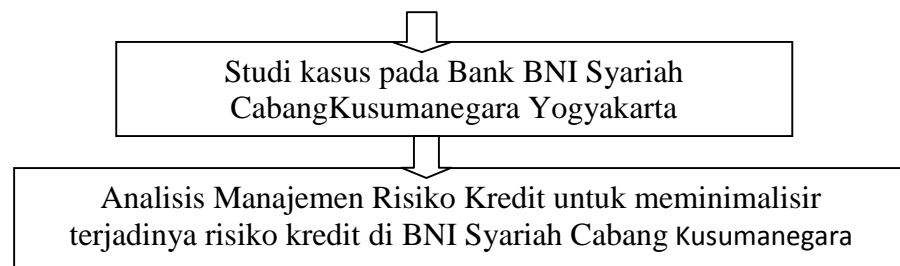 Studi kasus pada Bank BNI Syariah
CabangKusumanegara Yogyakarta
Analisis Manajemen Risiko Kredit untuk meminimalisir
terjadinya risiko kredit di BNI Syariah Cabang Kusumanegara